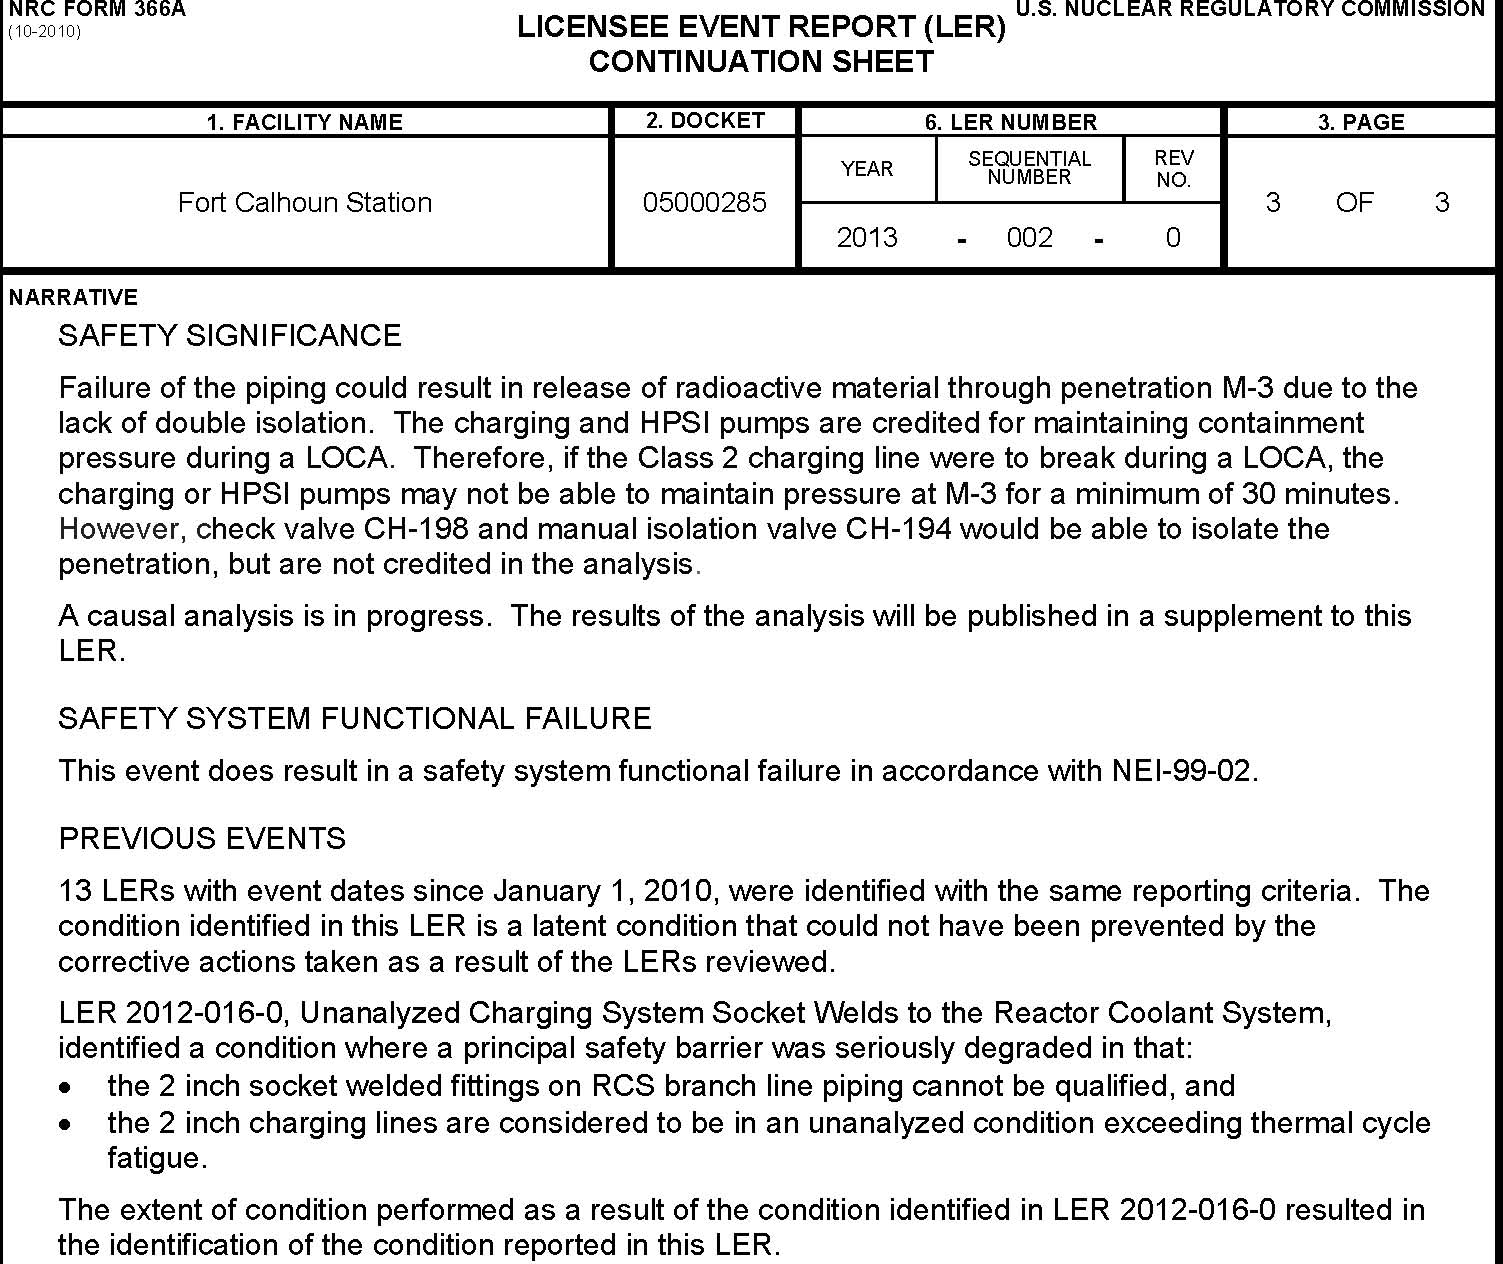 NRC FORM 366A
(10-2010)
U.S. NUCLEAR REGULATORY COMMISSION
LICENSEE EVENT REPORT (LER)
CONTINUATION SHEET
1. FACILITY NAME
2. DOCKET
6. LER NUMBER
3. PAGE
Fort Calhoun Station
05000285
YEAR
SEQUENTIAL
NUMBER
REV
NO.
2013 - 002 - 0
3 OF 3
NARRATIVE
SAFETY SIGNIFICANCE
Failure of the piping could result in release of radioactive material through penetration M-3 due to the
lack of double isolation.  The charging and HPSI pumps are credited for maintaining containment
pressure during a LOCA.  Therefore, if the Class 2 charging line were to break during a LOCA, the
charging or HPSI pumps may not be able to maintain pressure at M-3 for a minimum of 30 minutes.
However, check valve CH-198 and manual isolation valve CH-194 would be able to isolate the
penetration, but are not credited in the analysis.
A causal analysis is in progress.  The results of the analysis will be published in a supplement to this
LER.
SAFETY SYSTEM FUNCTIONAL FAILURE
This event does result in a safety system functional failure in accordance with NEI-99-02.
PREVIOUS EVENTS
13 LERs with event dates since January 1, 2010, were identified with the same reporting criteria.  The
condition identified in this LER is a latent condition that could not have been prevented by the
corrective actions taken as a result of the LERs reviewed.
LER 2012-016-0, Unanalyzed Charging System Socket Welds to the Reactor Coolant System,
identified a condition where a principal safety barrier was seriously degraded in that:
• the 2 inch socket welded fittings on RCS branch line piping cannot be qualified, and
• the 2 inch charging lines are considered to be in an unanalyzed condition exceeding thermal cycle
fatigue.
The extent of condition performed as a result of the condition identified in LER 2012-016-0 resulted in
the identification of the condition reported in this LER.